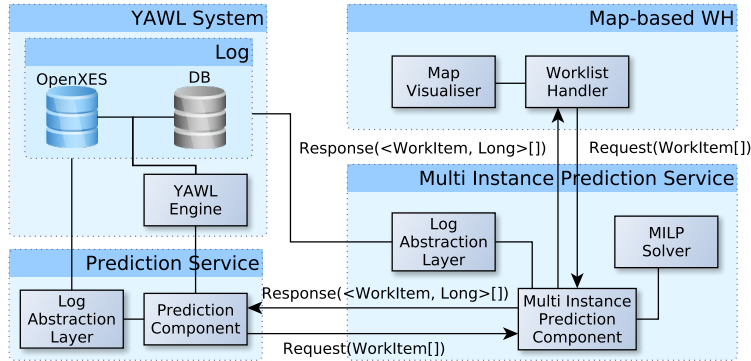 YAWL System
Log
OpenXES
DB
YAWL
Engine
Map-based WH
Map
Visualiser
Worklist
Handler
Response(<WorkItem, Long>[])
Request(WorkItem[])
Multi Instance Prediction Service
Log
Abstraction
Layer
MILP
Solver
Multi Instance
Prediction
Component
Prediction Service
Log
Abstraction
Layer
Prediction
Component
Response(<WorkItem, Long>[])
Request(WorkItem[])